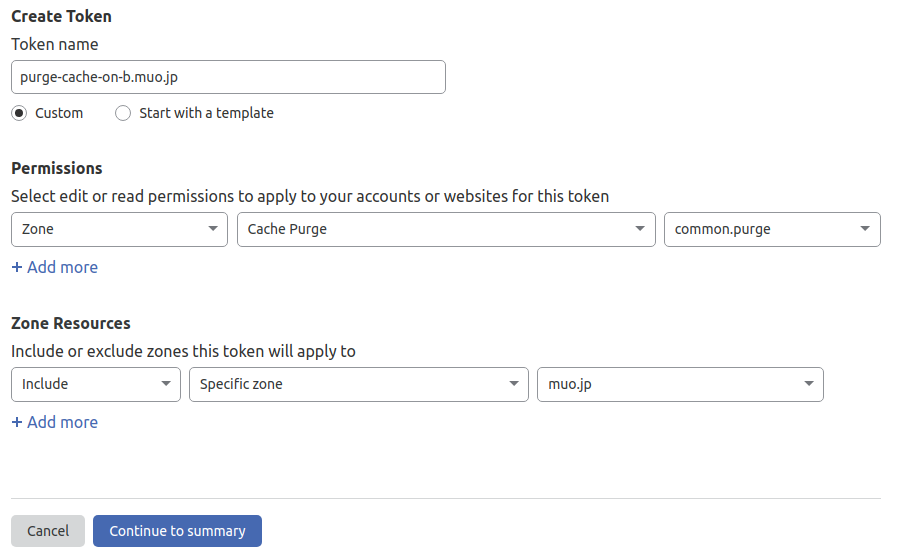 Create Token
Token name
purge-cache-on-b.muo.jp
Custom Start with a template
Permissions
Select edit or read permissions to apply to your accounts or websites for this token
Zone Cache Purge common.purge
+ Add more
Zone Resources
Include or exclude zones this token will apply to
Include Specific zone muo.jp
+ Add more
Cancel Continue to summary